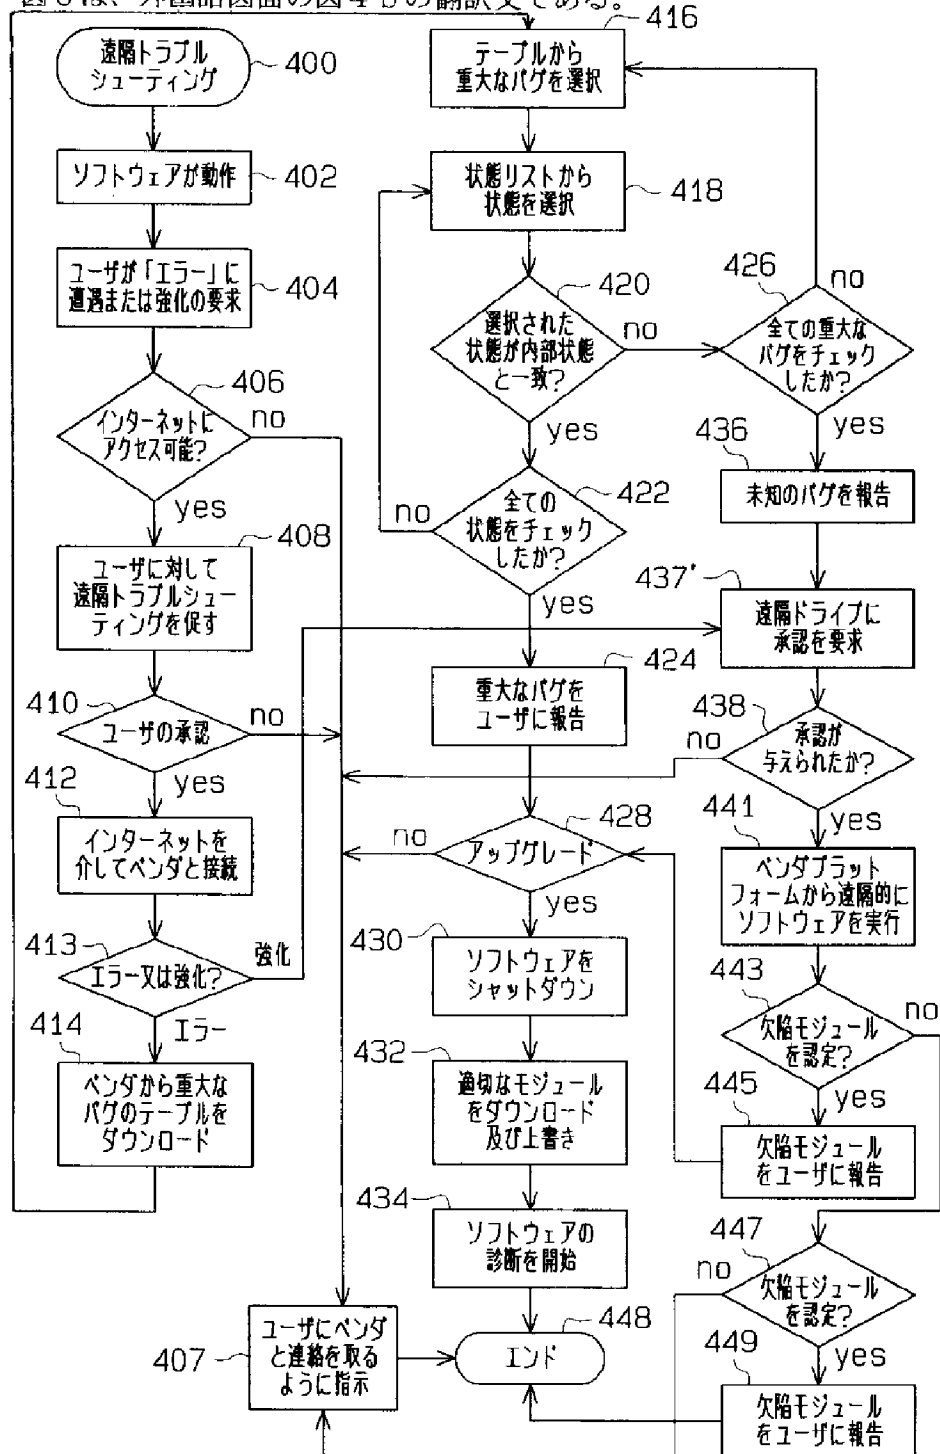 図5は、外国語図面の図4bの翻訳文である。
遠隔トラブル
シューティング
400
ソフトウェアが動作
402
ユーザが「エラー」に
遭遇または強化の要求
404
406
インターネットに
アクセス可能?
no
yes
408
ユーザに対して
遠隔トラブルシュー
ティングを促す
410
ユーザの承認
no
yes
412
インターネットを
介してベンダと接続
413
エラー又は強化?
強化
エラー
414
ベンダから重大な
バグのテーブルを
ダウンロード
407
ユーザにベンダ
と連絡を取る
ように指示
416
テーブルから
重大なバグを選択
状態リストから
状態を選択
418
420
選択された
状態が内部状態
と一致?
no
yes
422
全ての
状態をチェック
したか?
no
yes
424
重大なバグを
ユーザに報告
428
アップグレード
no
yes
430
ソフトウェアを
シャットダウン
432
適切なモジュール
をダウンロード
及び上書き
434
ソフトウェアの
診断を開始
448
エンド
426
no
全ての重大な
バグをチェック
したか?
yes
436
未知のバグを報告
437'
遠隔ドライブに
承認を要求
438
no
承認が
与えられたか?
yes
441
ベンダプラット
フォームから遠隔的に
ソフトウェアを実行
443
no
欠陥モジュール
を認定?
yes
445
欠陥モジュール
をユーザに報告
447
no
欠陥モジュール
を認定?
yes
449
欠陥モジュール
をユーザに報告